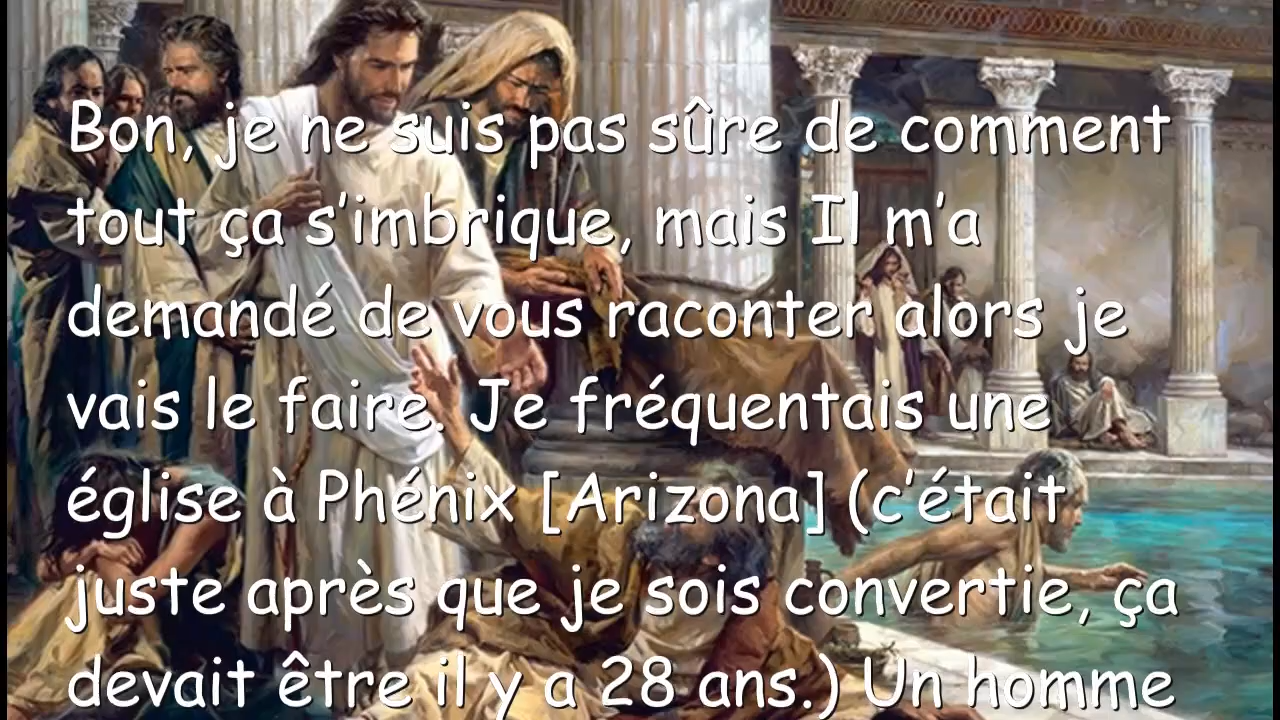 Bon, je ne suis pas sûre de comment
tout ça s’imbrique, mais Il m’a
demandé de vous raconter alors je
vais le faire. Je fréquentais une
église à Phénix [Arizona] (c’était
juste après que je sois convertie, ça
devait être il y a 28 ans.) Un homme